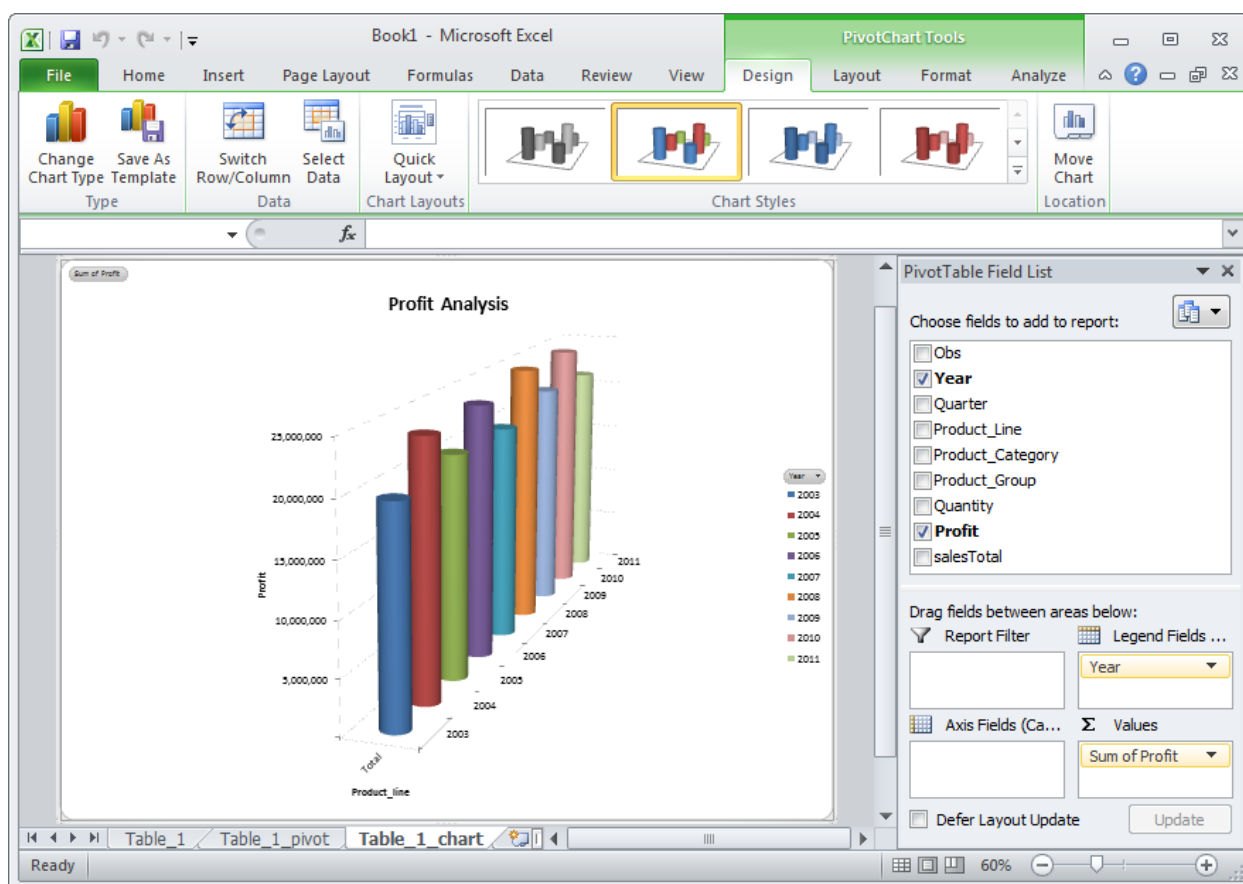 Book1 - Microsoft Excel
PivotChart Tools
File Home Insert Page Layout Formulas Data Review View Design Layout Format Analyze
Change Chart Type
Save As Template
Switch Row/Column
Select Data
Quick Layout
Move Chart
Type Data Chart Layouts Chart Styles Location
fx
Sum of Profit
Profit Analysis
25,000,000
20,000,000
15,000,000
10,000,000
5,000,000
Profit
2011
2010
2009
2008
2007
2006
2005
2004
2003
Total
Product_line
Year
2003
2004
2005
2006
2007
2008
2009
2010
2011
PivotTable Field List
Choose fields to add to report:
Obs
Year
Quarter
Product_Line
Product_Category
Product_Group
Quantity
Profit
salesTotal
Drag fields between areas below:
Report Filter
Legend Fields ...
Year
Axis Fields (Ca...
Σ Values
Sum of Profit
Defer Layout Update
Update
Table_1 Table_1_pivot Table_1_chart
Ready
60%